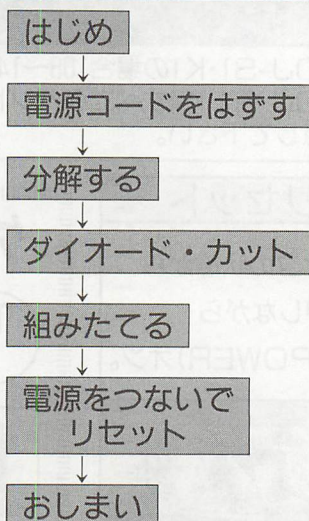 はじめ
電源コードをはずす
分解する
ダイオード・カット
組みたてる
電源をつないで
リセット
おしまい